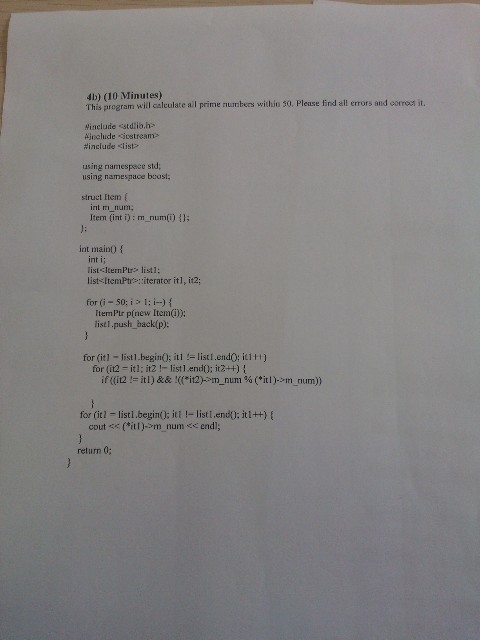 4b) (10 Minutes)
This program will calculate all prime numbers within 50. Please find all errors and correct it.
#include <stdlib.h>
#include <iostream>
#include <list>
using namespace std;
using namespace boost;
struct Item {
int m_num;
Item (int i) : m_num(i) {};
};
int main() {
int i;
list<ItemPtr> list1;
list<ItemPtr>::iterator it1, it2;
for (i = 50; i > 1; i--) {
ItemPtr p(new Item(i));
list1.push_back(p);
}
for (it1 = list1.begin(); it1 != list1.end(); it1++)
for (it2 = it1; it2 != list1.end(); it2++) {
if ((it2 != it1) && !((*it2)->m_num % (*it1)->m_num))
}
for (it1 = list1.begin(); it1 != list1.end(); it1++) {
cout << (*it1)->m_num << endl;
}
return 0;
}